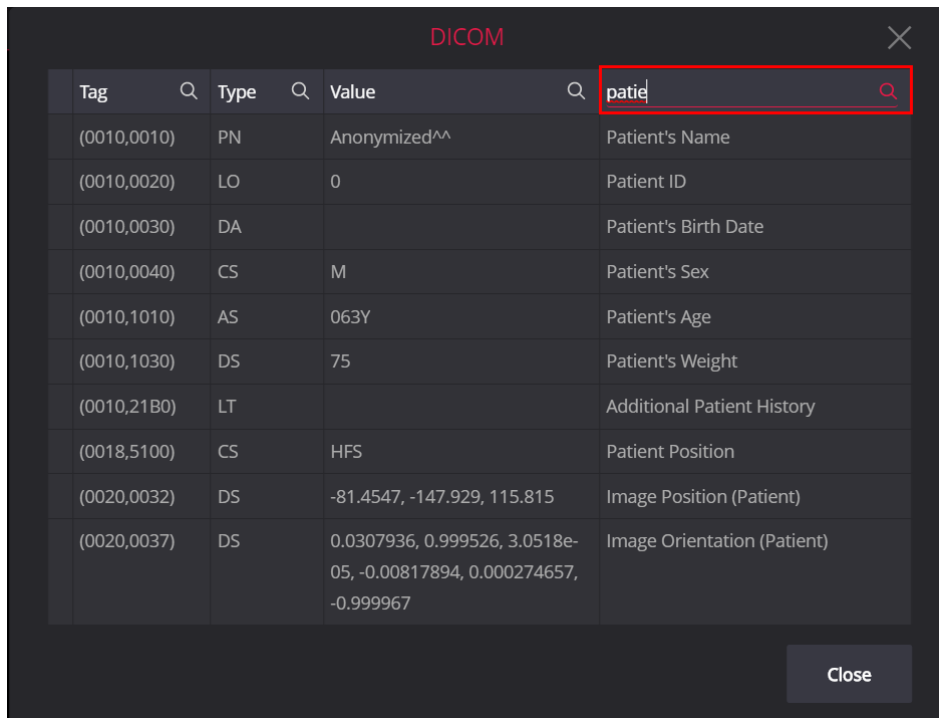 DICOM
Tag Type Value patie
(0010,0010) PN Anonymized^^ Patient's Name
(0010,0020) LO 0 Patient ID
(0010,0030) DA Patient's Birth Date
(0010,0040) CS M Patient's Sex
(0010,1010) AS 063Y Patient's Age
(0010,1030) DS 75 Patient's Weight
(0010,21B0) LT Additional Patient History
(0018,5100) CS HFS Patient Position
(0020,0032) DS -81.4547, -147.929, 115.815 Image Position (Patient)
(0020,0037) DS 0.0307936, 0.999526, 3.0518e- Image Orientation (Patient)
05, -0.00817894, 0.000274657,
-0.999967
Close